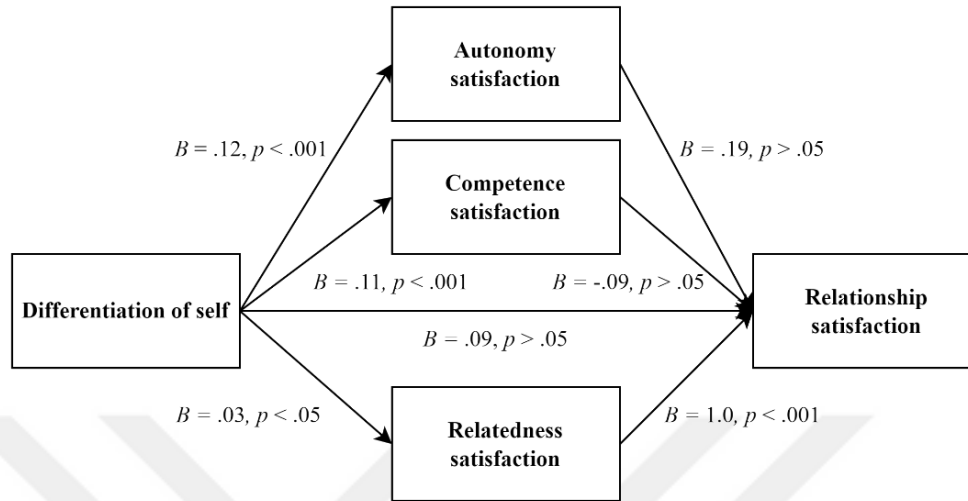 Autonomy
satisfaction
B = .12, p < .001
B = .19, p > .05
Competence
satisfaction
Differentiation of self
B = .11, p < .001
B = -.09, p > .05
Relationship
satisfaction
B = .09, p > .05
B = .03, p < .05
Relatedness
satisfaction
B = 1.0, p < .001